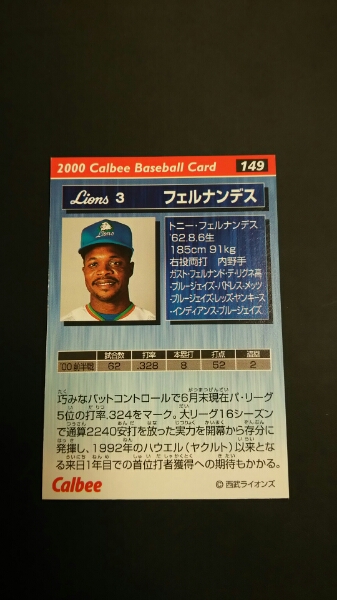 2000 Calbee Baseball Card 149
Lions 3 フェルナンデス
トニー・フェルナンデス
'62.8.6生
185cm 91kg
右投両打 内野手
ガスト・フェルナンド・デ・リグネ高
-ブルージェイズ-パドレス-メッツ
-ブルージェイズ-レッズ-ヤンキース
-インディアンス-ブルージェイズ
試合数 打率 本塁打 打点 盗塁
'00前半戦 62 .328 8 52 2
巧みなバットコントロールで6月末現在パ・リーグ
5位の打率.324をマーク。大リーグ16シーズン
で通算2240安打を放った実力を開幕から存分に
発揮し、1992年のハウエル(ヤクルト)以来とな
る来日1年目での首位打者獲得への期待もかかる。
Calbee
© 西武ライオンズ